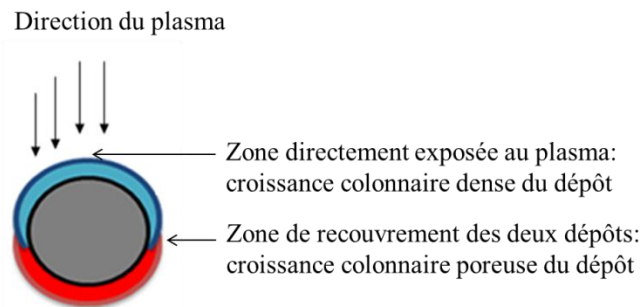 Direction du plasma
Zone directement exposée au plasma:
croissance colonnaire dense du dépôt
Zone de recouvrement des deux dépôts:
croissance colonnaire poreuse du dépôt